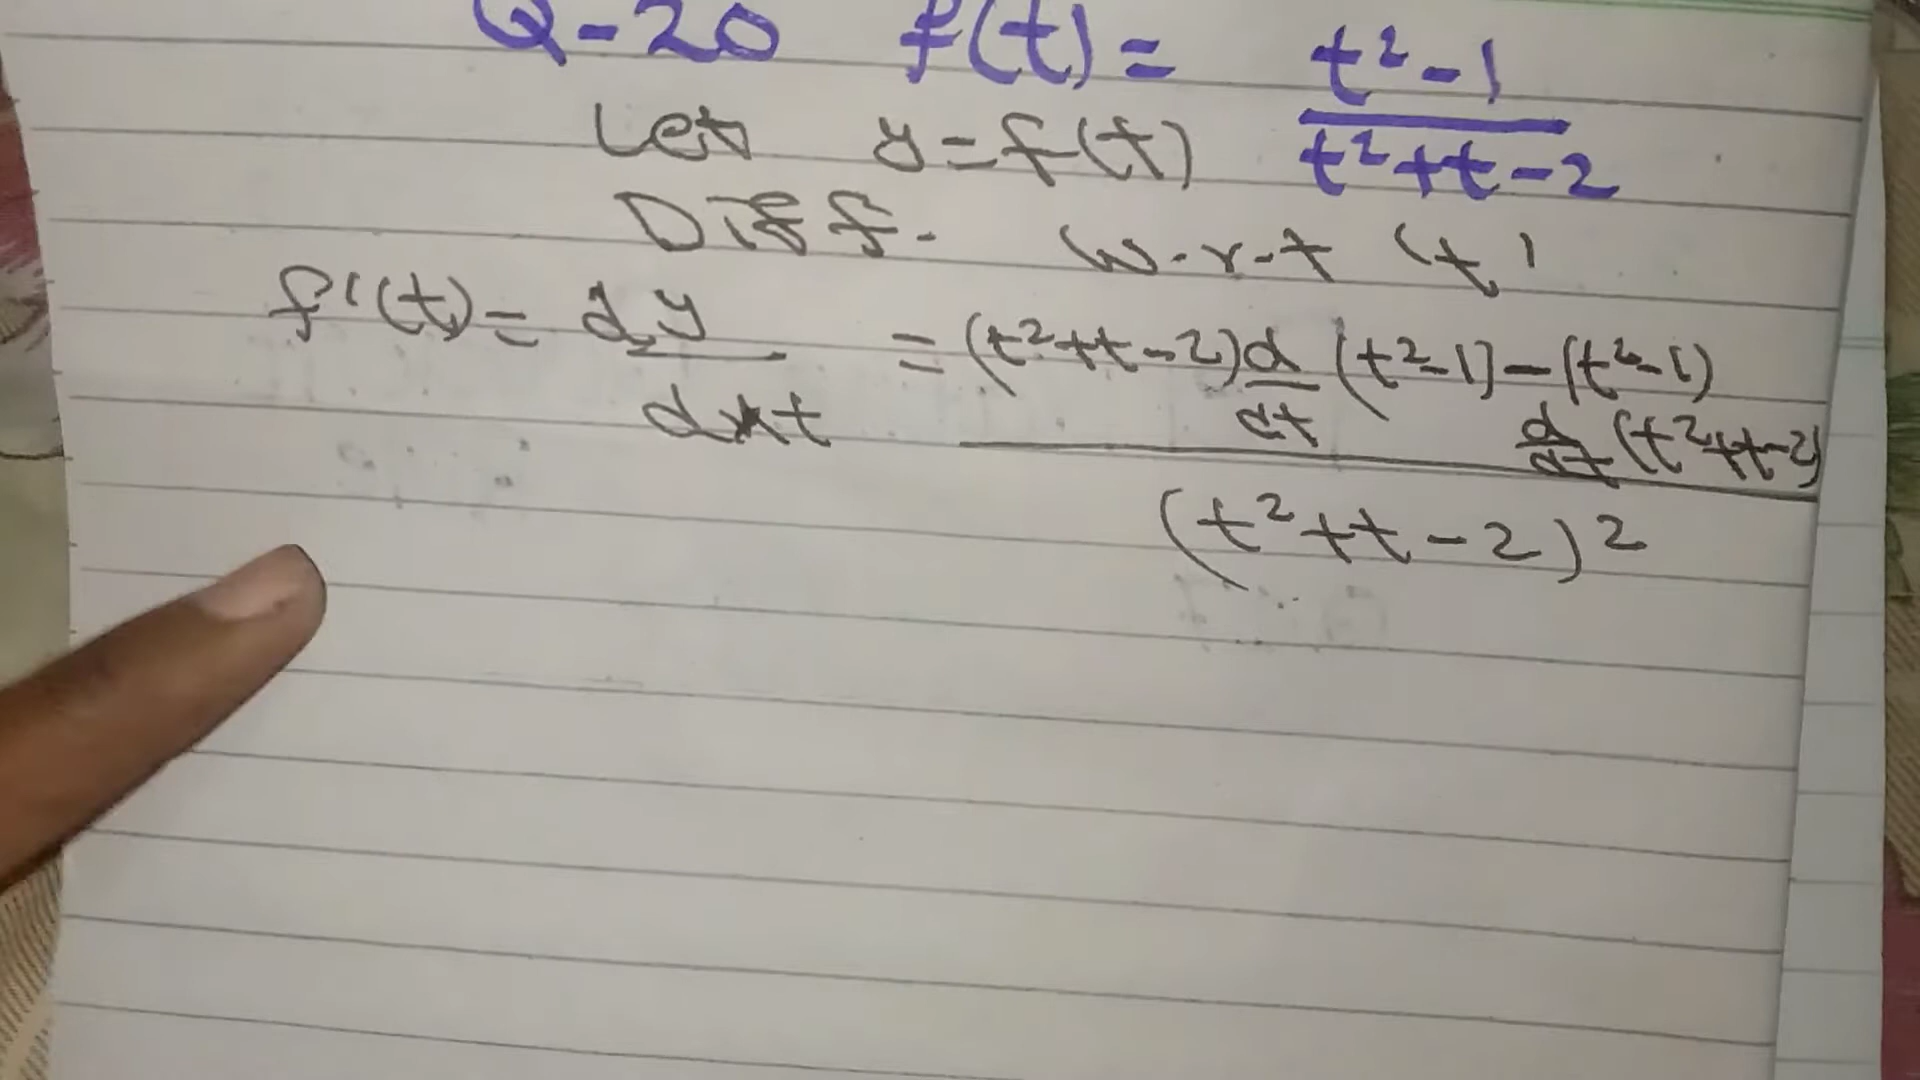 Q-20 f(t) = t²-1
Let y=f(t) t²+t-2
Diff. w.r.t 't'
f'(t) = dy = (t²+t-2) d (t²-1) - (t²-1)
dt dt d/dt (t²+t-2)
(t²+t-2)²